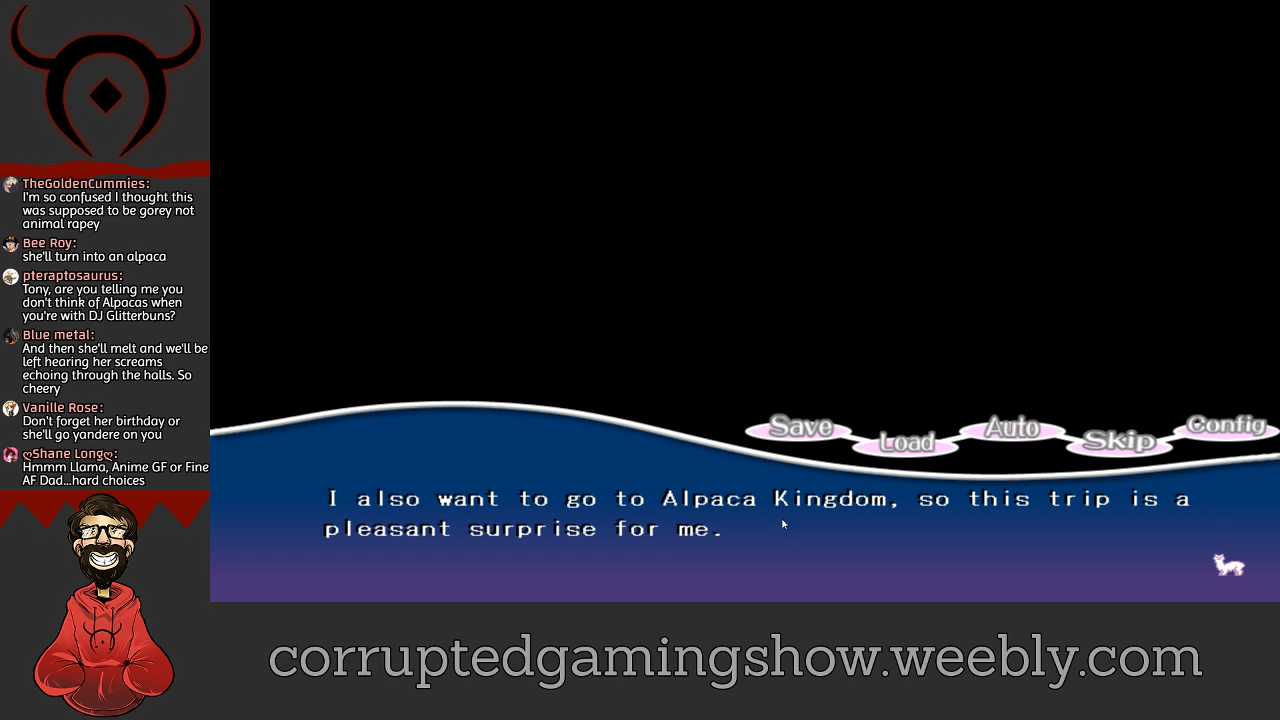 TheGoldenCummies:
I'm so confused I thought this
was supposed to be gorey not
animal rapey
Bee Roy:
she'll turn into an alpaca
pteraptosaurus:
Tony, are you telling me you
don't think of Alpacas when
you're with DJ Glitterbuns?
Blue metal:
And then she'll melt and we'll be
left hearing her screams
echoing through the halls. So
cheery
Vanille Rose:
Don't forget her birthday or
she'll go yandere on you
ღShane Longღ:
Hmmm Llama, Anime GF or Fine
AF Dad...hard choices
Save
Load
Auto
Skip
Config
I also want to go to Alpaca Kingdom, so this trip is a
pleasant surprise for me.
corruptedgamingshow.weebly.com